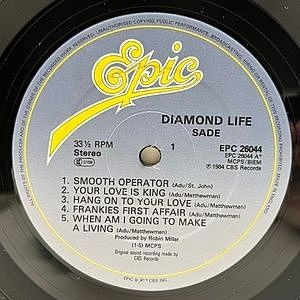 Epic
DIAMOND LIFE
SADE
33⅓ RPM
Stereo
1
EPC 26044
EPC 26044 A
MCPS/BIEM
℗ 1984 CBS Records
1. SMOOTH OPERATOR (Adu/St. John)
2. YOUR LOVE IS KING (Adu/Matthewman)
3. HANG ON TO YOUR LOVE (Adu/Matthewman)
4. FRANKIES FIRST AFFAIR (Adu/Matthewman)
5. WHEN AM I GOING TO MAKE
A LIVING (Adu/Matthewman)
Produced by Robin Millar
(1-5) MCPS
Original sound recording made by
CBS Records